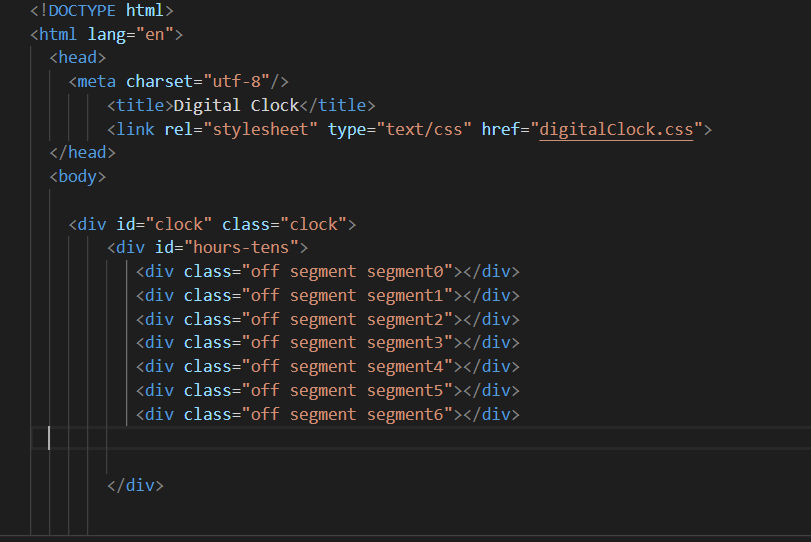 <!DOCTYPE html>
<html lang="en">
<head>
<meta charset="utf-8"/>
<title>Digital Clock</title>
<link rel="stylesheet" type="text/css" href="digitalClock.css">
</head>
<body>
<div id="clock" class="clock">
<div id="hours-tens">
<div class="off segment segment0"></div>
<div class="off segment segment1"></div>
<div class="off segment segment2"></div>
<div class="off segment segment3"></div>
<div class="off segment segment4"></div>
<div class="off segment segment5"></div>
<div class="off segment segment6"></div>
</div>